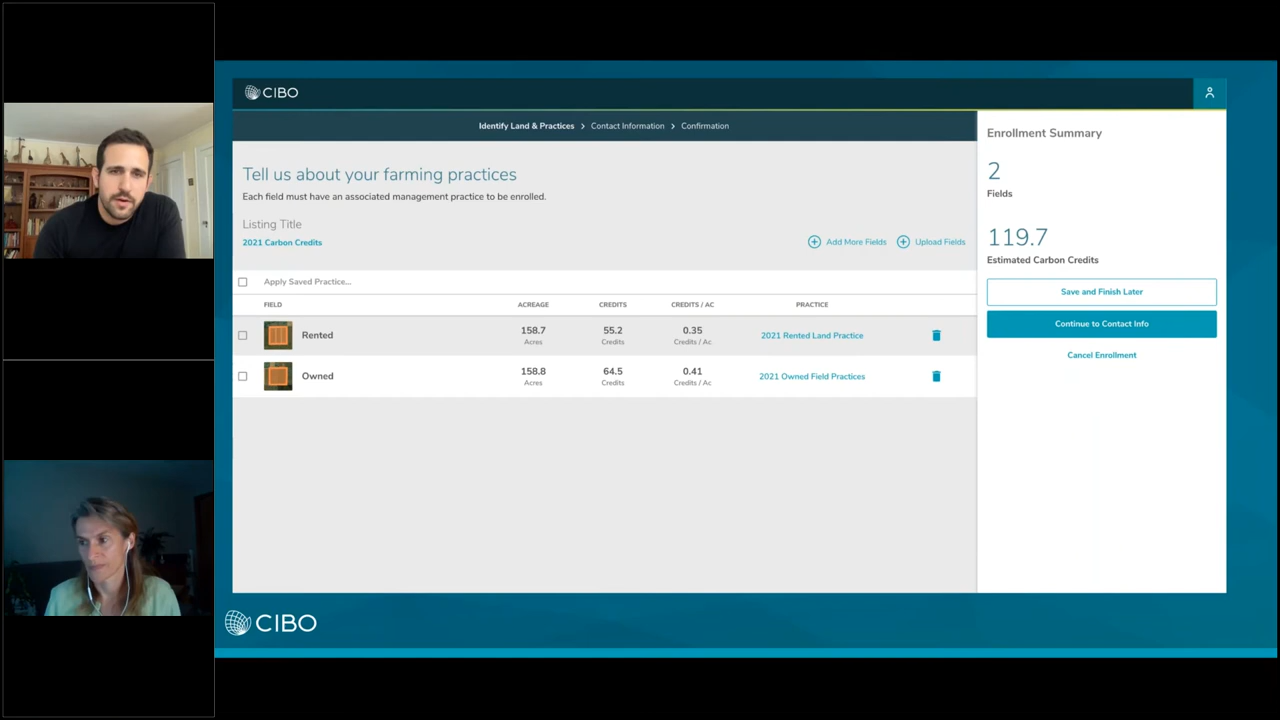 CIBO
Identify Land & Practices > Contact Information > Confirmation
Tell us about your farming practices
Each field must have an associated management practice to be enrolled.
Listing Title
2021 Carbon Credits
Add More Fields
Upload Fields
Apply Saved Practice...
FIELD ACREAGE CREDITS CREDITS / AC PRACTICE
Rented 158.7 55.2 0.35 2021 Rented Land Practice
Acres Credits Credits / Ac
Owned 158.8 64.5 0.41 2021 Owned Field Practices
Acres Credits Credits / Ac
Enrollment Summary
2
Fields
119.7
Estimated Carbon Credits
Save and Finish Later
Continue to Contact Info
Cancel Enrollment
CIBO